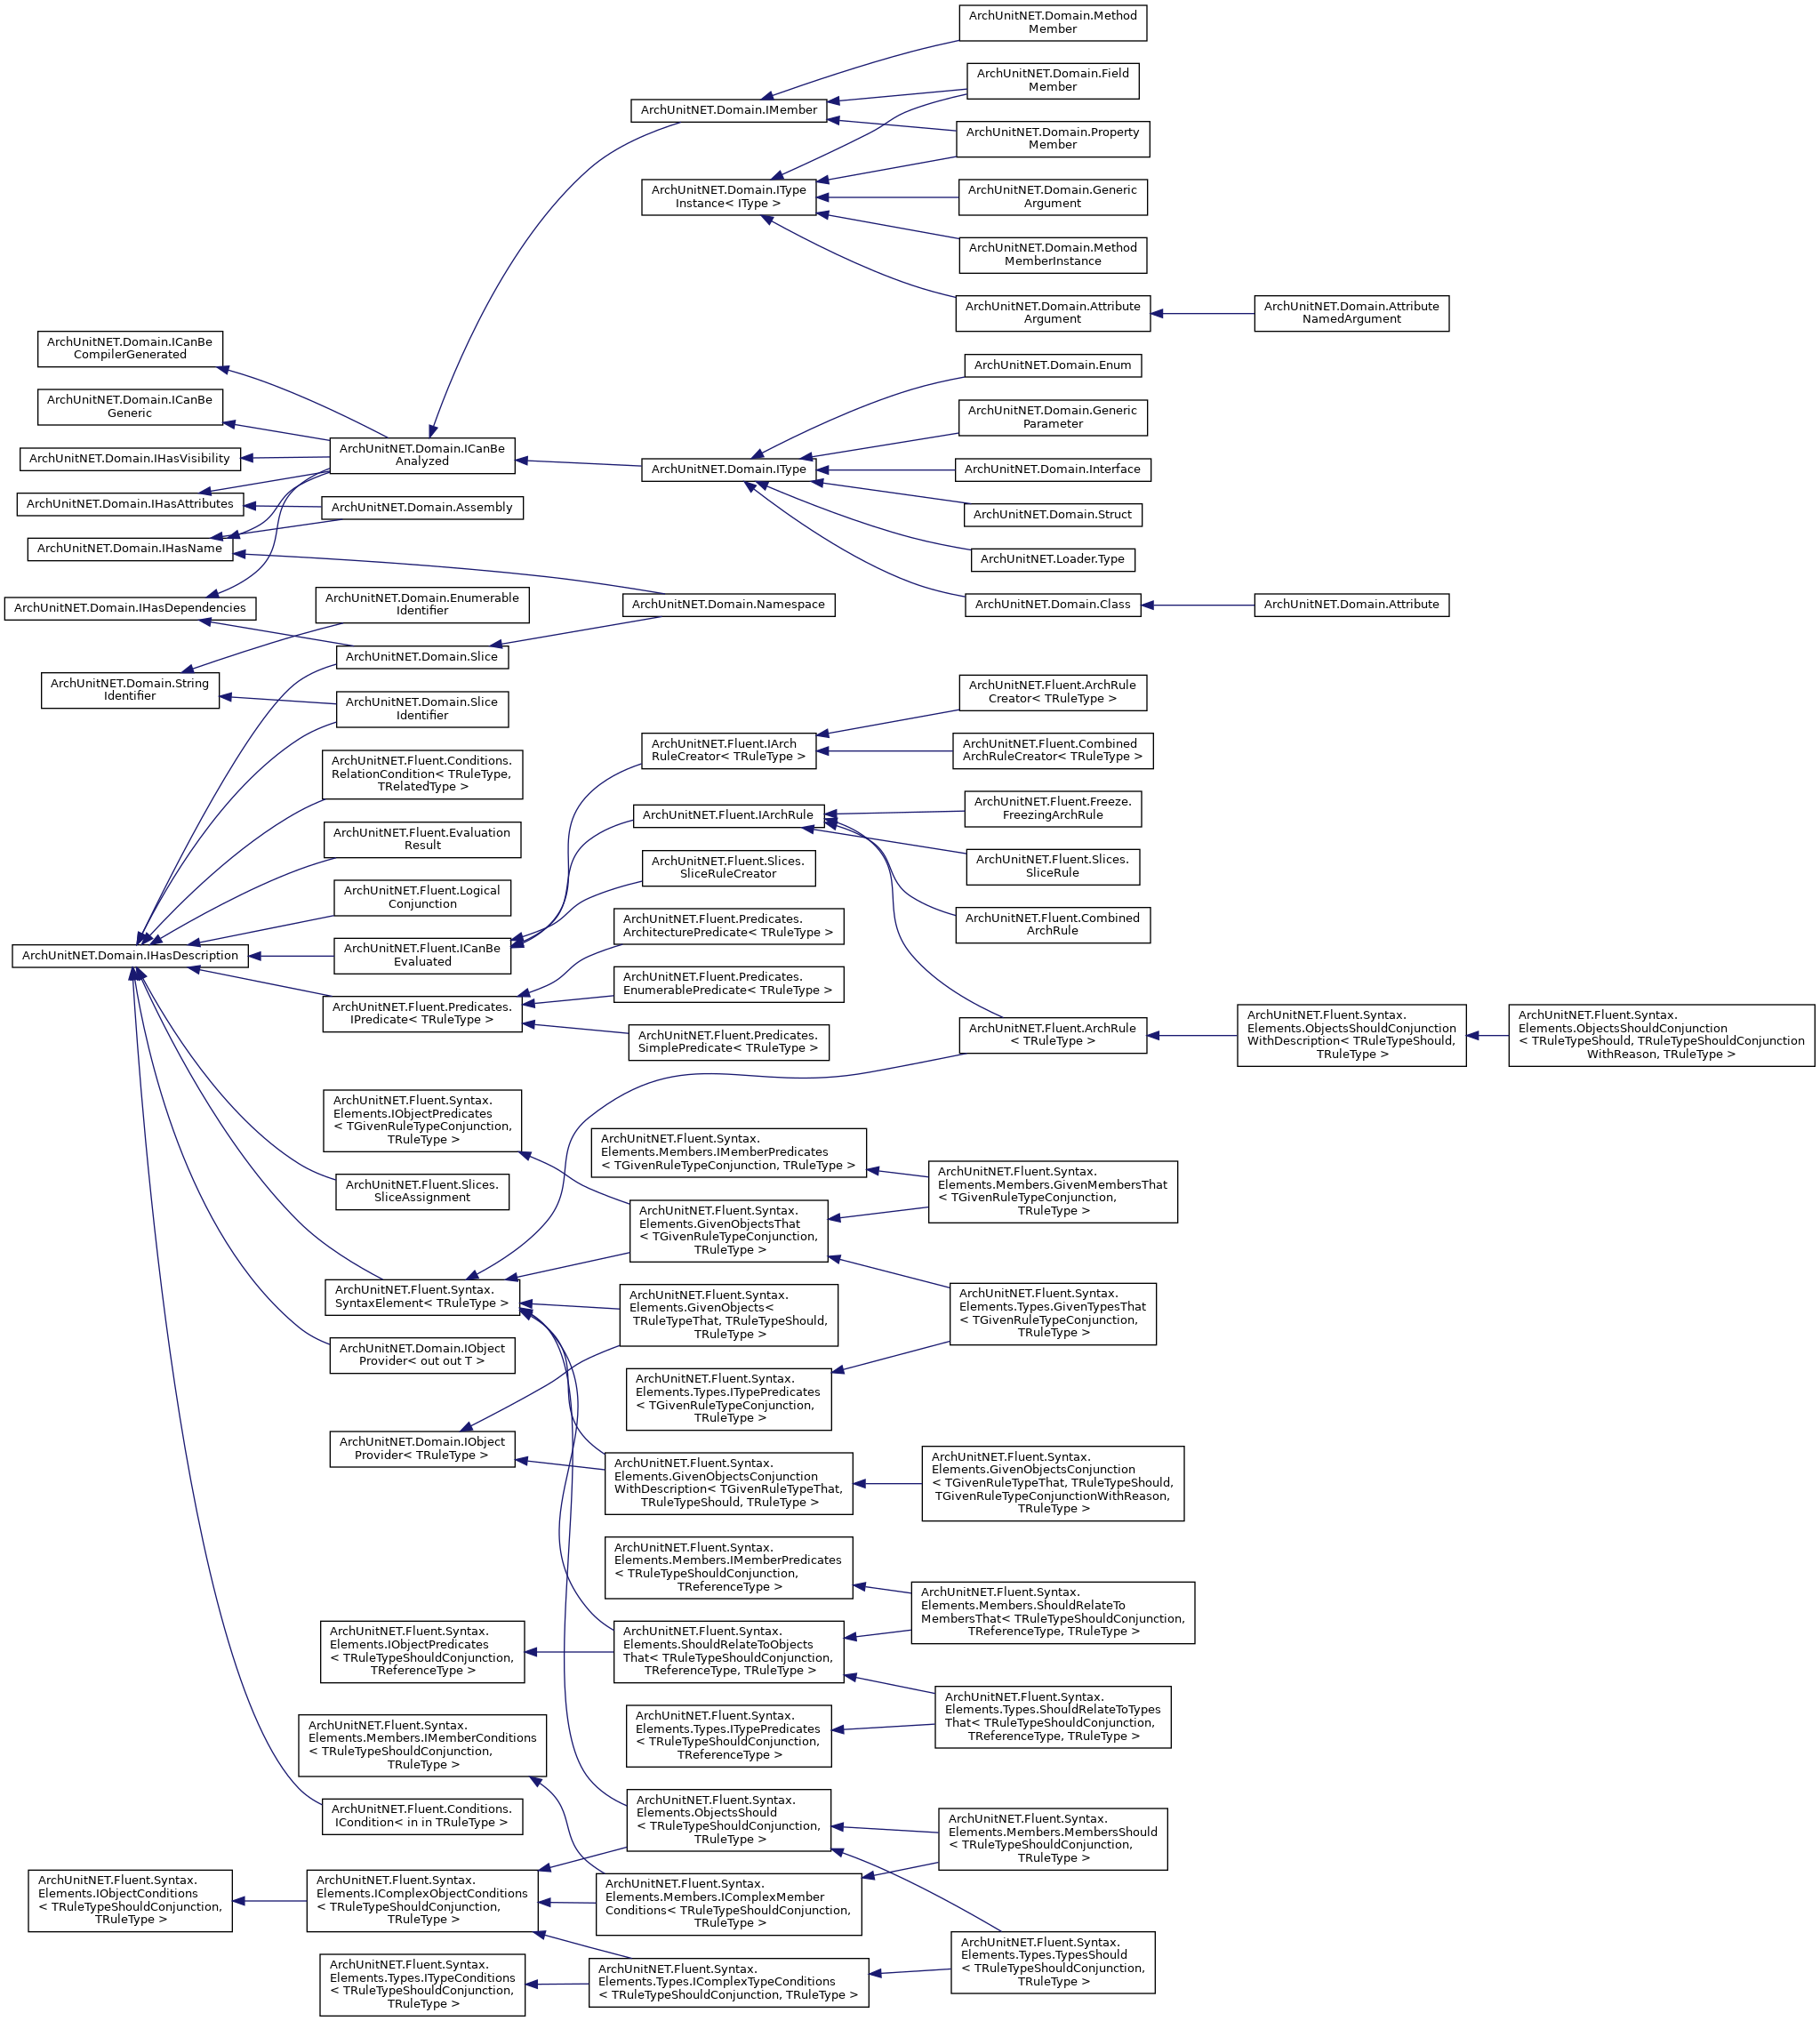 ArchUnitNET.Domain.Method
Member
ArchUnitNET.Domain.Field
Member
ArchUnitNET.Domain.IMember
ArchUnitNET.Domain.Property
Member
ArchUnitNET.Domain.IType
Instance< IType >
ArchUnitNET.Domain.Generic
Argument
ArchUnitNET.Domain.Method
MemberInstance
ArchUnitNET.Domain.Attribute
Argument
ArchUnitNET.Domain.Attribute
NamedArgument
ArchUnitNET.Domain.ICanBe
CompilerGenerated
ArchUnitNET.Domain.Enum
ArchUnitNET.Domain.ICanBe
Generic
ArchUnitNET.Domain.Generic
Parameter
ArchUnitNET.Domain.IHasVisibility
ArchUnitNET.Domain.ICanBe
Analyzed
ArchUnitNET.Domain.IType
ArchUnitNET.Domain.Interface
ArchUnitNET.Domain.IHasAttributes
ArchUnitNET.Domain.Assembly
ArchUnitNET.Domain.Struct
ArchUnitNET.Domain.IHasName
ArchUnitNET.Loader.Type
ArchUnitNET.Domain.IHasDependencies
ArchUnitNET.Domain.Enumerable
Identifier
ArchUnitNET.Domain.Namespace
ArchUnitNET.Domain.Class
ArchUnitNET.Domain.Attribute
ArchUnitNET.Domain.Slice
ArchUnitNET.Domain.String
Identifier
ArchUnitNET.Domain.Slice
Identifier
ArchUnitNET.Fluent.ArchRule
Creator< TRuleType >
ArchUnitNET.Fluent.Conditions.
RelationCondition< TRuleType,
TRelatedType >
ArchUnitNET.Fluent.IArch
RuleCreator< TRuleType >
ArchUnitNET.Fluent.Combined
ArchRuleCreator< TRuleType >
ArchUnitNET.Fluent.Evaluation
Result
ArchUnitNET.Fluent.IArchRule
ArchUnitNET.Fluent.Freeze.
FreezingArchRule
ArchUnitNET.Fluent.Logical
Conjunction
ArchUnitNET.Fluent.Slices.
SliceRuleCreator
ArchUnitNET.Fluent.Slices.
SliceRule
ArchUnitNET.Domain.IHasDescription
ArchUnitNET.Fluent.ICanBe
Evaluated
ArchUnitNET.Fluent.Predicates.
ArchitecturePredicate< TRuleType >
ArchUnitNET.Fluent.Combined
ArchRule
ArchUnitNET.Fluent.Predicates.
IPredicate< TRuleType >
ArchUnitNET.Fluent.Predicates.
EnumerablePredicate< TRuleType >
ArchUnitNET.Fluent.Predicates.
SimplePredicate< TRuleType >
ArchUnitNET.Fluent.ArchRule
< TRuleType >
ArchUnitNET.Fluent.Syntax.
Elements.ObjectsShouldConjunction
WithDescription< TRuleTypeShould,
TRuleType >
ArchUnitNET.Fluent.Syntax.
Elements.ObjectsShouldConjunction
< TRuleTypeShould, TRuleTypeShouldConjunction
WithReason, TRuleType >
ArchUnitNET.Fluent.Syntax.
Elements.IObjectPredicates
< TGivenRuleTypeConjunction,
TRuleType >
ArchUnitNET.Fluent.Syntax.
Elements.Members.IMemberPredicates
< TGivenRuleTypeConjunction, TRuleType >
ArchUnitNET.Fluent.Syntax.
Elements.Members.GivenMembersThat
< TGivenRuleTypeConjunction,
TRuleType >
ArchUnitNET.Fluent.Slices.
SliceAssignment
ArchUnitNET.Fluent.Syntax.
Elements.GivenObjectsThat
< TGivenRuleTypeConjunction,
TRuleType >
ArchUnitNET.Fluent.Syntax.
SyntaxElement< TRuleType >
ArchUnitNET.Fluent.Syntax.
Elements.GivenObjects<
TRuleTypeThat, TRuleTypeShould,
TRuleType >
ArchUnitNET.Fluent.Syntax.
Elements.Types.GivenTypesThat
< TGivenRuleTypeConjunction,
TRuleType >
ArchUnitNET.Domain.IObject
Provider< out out T >
ArchUnitNET.Fluent.Syntax.
Elements.Types.ITypePredicates
< TGivenRuleTypeConjunction,
TRuleType >
ArchUnitNET.Domain.IObject
Provider< TRuleType >
ArchUnitNET.Fluent.Syntax.
Elements.GivenObjectsConjunction
WithDescription< TGivenRuleTypeThat,
TRuleTypeShould, TRuleType >
ArchUnitNET.Fluent.Syntax.
Elements.GivenObjectsConjunction
< TGivenRuleTypeThat, TRuleTypeShould,
TGivenRuleTypeConjunctionWithReason,
TRuleType >
ArchUnitNET.Fluent.Syntax.
Elements.Members.IMemberPredicates
< TRuleTypeShouldConjunction,
TReferenceType >
ArchUnitNET.Fluent.Syntax.
Elements.Members.ShouldRelateTo
MembersThat< TRuleTypeShouldConjunction,
TReferenceType, TRuleType >
ArchUnitNET.Fluent.Syntax.
Elements.IObjectPredicates
< TRuleTypeShouldConjunction,
TReferenceType >
ArchUnitNET.Fluent.Syntax.
Elements.ShouldRelateToObjects
That< TRuleTypeShouldConjunction,
TReferenceType, TRuleType >
ArchUnitNET.Fluent.Syntax.
Elements.Types.ShouldRelateToTypes
That< TRuleTypeShouldConjunction,
TReferenceType, TRuleType >
ArchUnitNET.Fluent.Syntax.
Elements.Types.ITypePredicates
< TRuleTypeShouldConjunction,
TReferenceType >
ArchUnitNET.Fluent.Syntax.
Elements.Members.IMemberConditions
< TRuleTypeShouldConjunction,
TRuleType >
ArchUnitNET.Fluent.Conditions.
ICondition< in in TRuleType >
ArchUnitNET.Fluent.Syntax.
Elements.ObjectsShould
< TRuleTypeShouldConjunction,
TRuleType >
ArchUnitNET.Fluent.Syntax.
Elements.Members.MembersShould
< TRuleTypeShouldConjunction,
TRuleType >
ArchUnitNET.Fluent.Syntax.
Elements.IObjectConditions
< TRuleTypeShouldConjunction,
TRuleType >
ArchUnitNET.Fluent.Syntax.
Elements.IComplexObjectConditions
< TRuleTypeShouldConjunction,
TRuleType >
ArchUnitNET.Fluent.Syntax.
Elements.Members.IComplexMember
Conditions< TRuleTypeShouldConjunction,
TRuleType >
ArchUnitNET.Fluent.Syntax.
Elements.Types.TypesShould
< TRuleTypeShouldConjunction,
TRuleType >
ArchUnitNET.Fluent.Syntax.
Elements.Types.ITypeConditions
< TRuleTypeShouldConjunction,
TRuleType >
ArchUnitNET.Fluent.Syntax.
Elements.Types.IComplexTypeConditions
< TRuleTypeShouldConjunction, TRuleType >